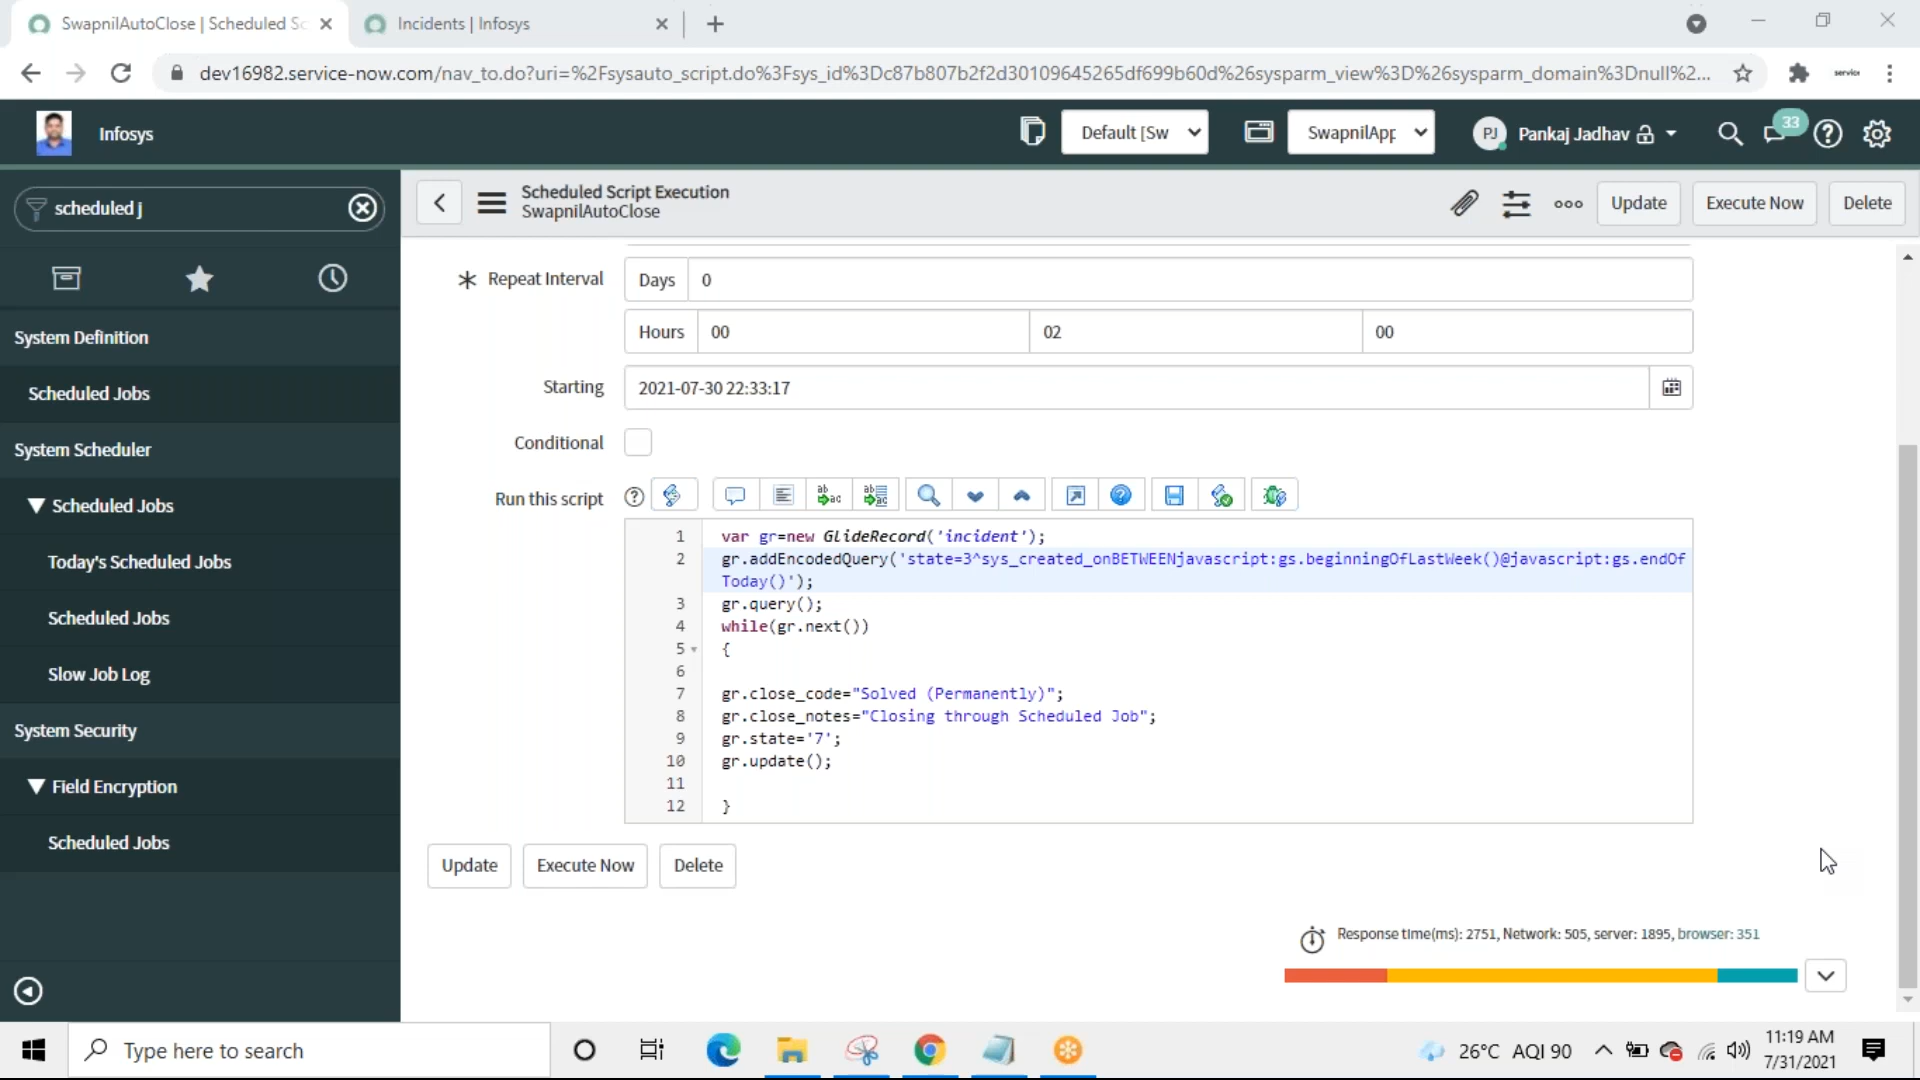 SwapnilAutoClose | Scheduled Sc
Incidents | Infosys
dev16982.service-now.com/nav_to.do?uri=%2Fsysauto_script.do%3Fsys_id%3Dc87b807b2f2d30109645265df699b60d%26sysparm_view%3D%26sysparm_domain%3Dnull%2...
service
Infosys
Default [Sw
SwapnilApp
PJ
Pankaj Jadhav
33
scheduled j
Scheduled Script Execution
SwapnilAutoClose
Update
Execute Now
Delete
System Definition
Scheduled Jobs
System Scheduler
Scheduled Jobs
Today's Scheduled Jobs
Scheduled Jobs
Slow Job Log
System Security
Field Encryption
Scheduled Jobs
Repeat Interval
Days 0
Hours 00 02 00
Starting 2021-07-30 22:33:17
Conditional
Run this script
1 var gr=new GlideRecord('incident');
2 gr.addEncodedQuery('state=3^sys_created_onBETWEENjavascript:gs.beginningOfLastWeek()@javascript:gs.endOf
Today()');
3 gr.query();
4 while(gr.next())
5 {
6
7 gr.close_code="Solved (Permanently)";
8 gr.close_notes="Closing through Scheduled Job";
9 gr.state='7';
10 gr.update();
11
12 }
Update
Execute Now
Delete
Response time(ms): 2751, Network: 505, server: 1895, browser: 351
Type here to search
26°C AQI 90
11:19 AM
7/31/2021